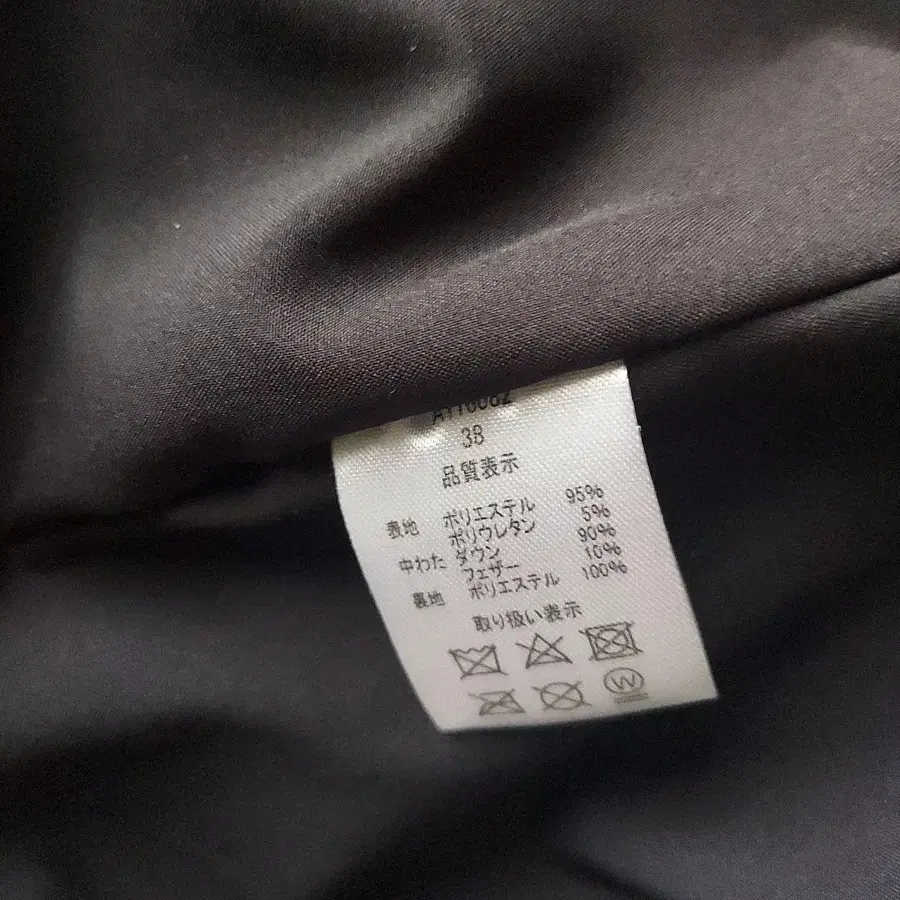 38
品質表示
表地 ポリエステル 95%
ポリウレタン 5%
中わた ダウン 90%
フェザー 10%
裏地 ポリエステル 100%
取り扱い表示
W